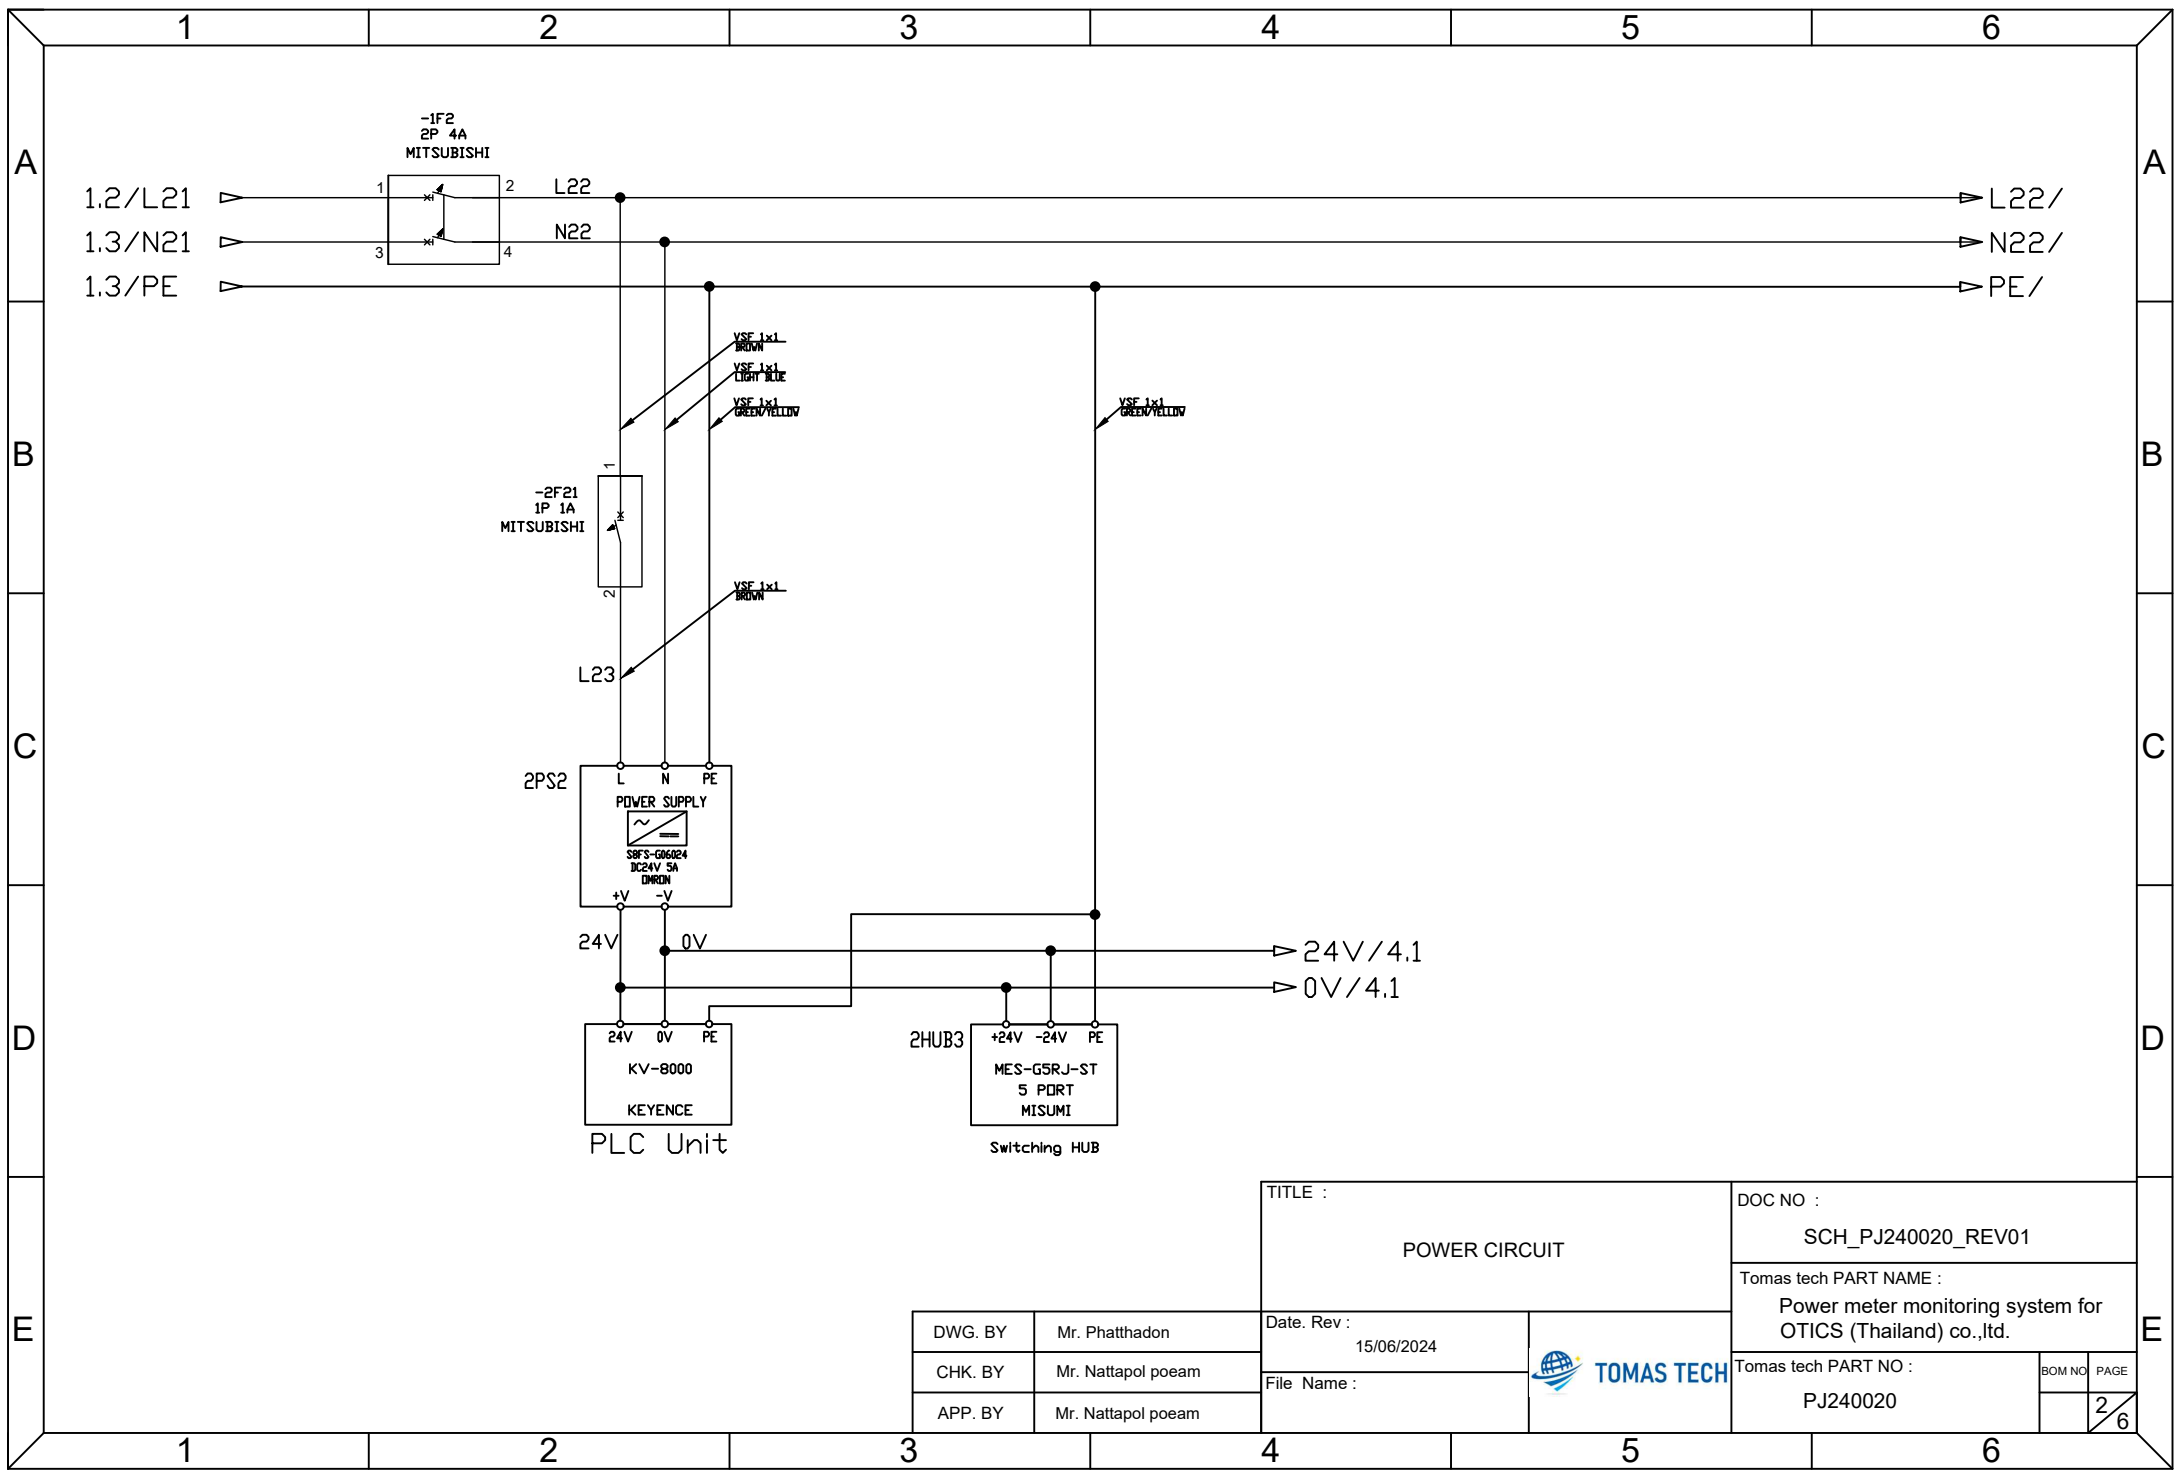 1 2 3 4 5 6
A A
B B
C C
D D
E E
-1F2
2P 4A
MITSUBISHI
1.2/L21
1 2
L22
L22/
1.3/N21
3 4
N22
N22/
1.3/PE
PE/
VSF 1x1
BROWN
VSF 1x1
LIGHT BLUE
VSF 1x1
GREEN/YELLOW
VSF 1x1
GREEN/YELLOW
1
-2F21
1P 1A
MITSUBISHI
2
VSF 1x1
BROWN
L23
2PS2
L N PE
POWER SUPPLY
S8FS-G06024
DC24V 5A
OMRON
+V -V
24V 0V
24V/4.1
0V/4.1
24V 0V PE
KV-8000
KEYENCE
PLC Unit
2HUB3
+24V -24V PE
MES-G5RJ-ST
5 PORT
MISUMI
Switching HUB
TITLE :
POWER CIRCUIT
DOC NO :
SCH_PJ240020_REV01
Tomas tech PART NAME :
Power meter monitoring system for
OTICS (Thailand) co.,ltd.
DWG. BY Mr. Phatthadon
CHK. BY Mr. Nattapol poeam
APP. BY Mr. Nattapol poeam
Date. Rev :
15/06/2024
File Name :
TOMAS TECH
Tomas tech PART NO :
PJ240020
BOM NO PAGE
2/6
1 2 3 4 5 6